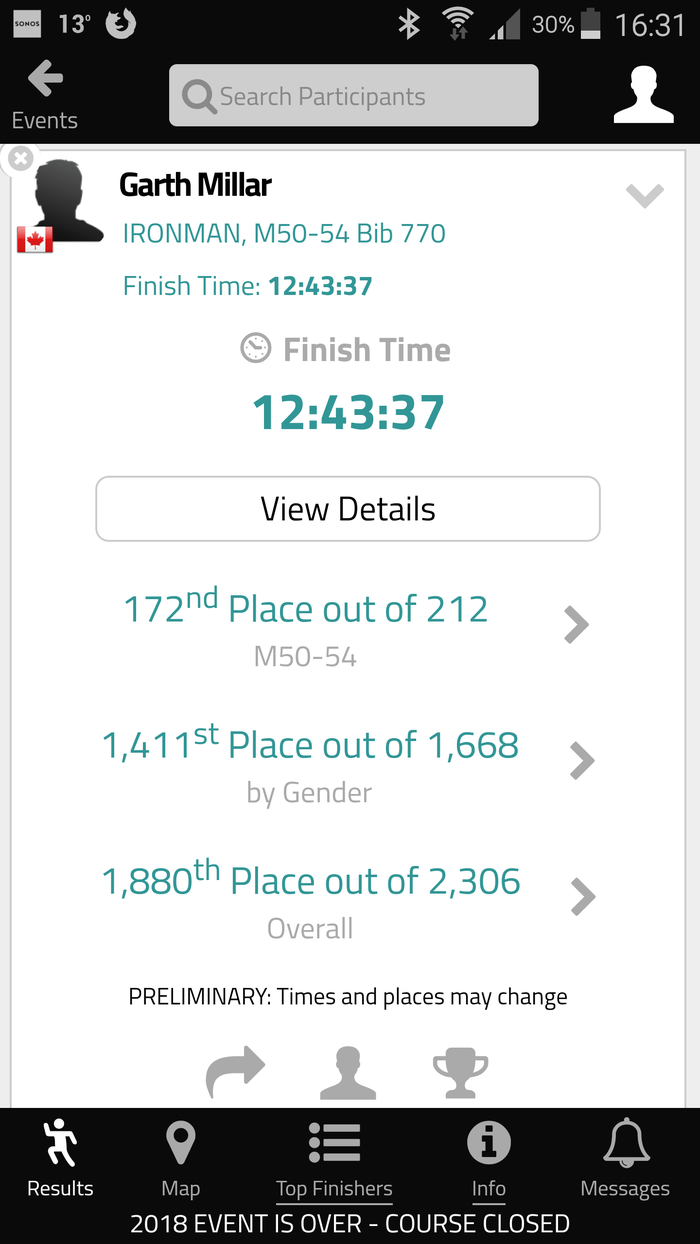 SONOS 13° 30% 16:31
Events
Search Participants
Garth Millar
IRONMAN, M50-54 Bib 770
Finish Time: 12:43:37
Finish Time
12:43:37
View Details
172nd Place out of 212
M50-54
1,411st Place out of 1,668
by Gender
1,880th Place out of 2,306
Overall
PRELIMINARY: Times and places may change
Results Map Top Finishers Info Messages
2018 EVENT IS OVER - COURSE CLOSED